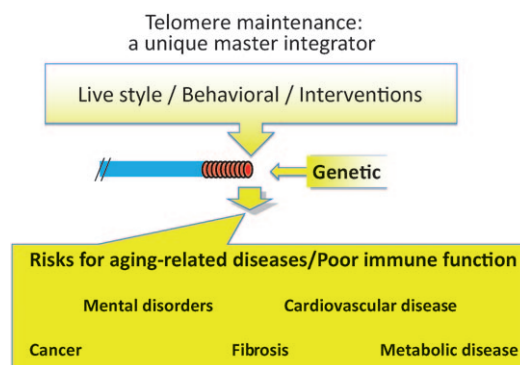 Telomere maintenance:
a unique master integrator
Live style / Behavioral / Interventions
Genetic
Risks for aging-related diseases/Poor immune function
Mental disorders Cardiovascular disease
Cancer Fibrosis Metabolic disease